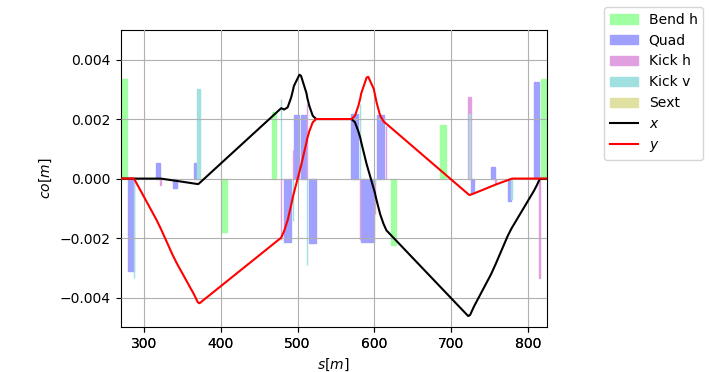 Bend h
Quad
Kick h
Kick v
Sext
x
y
0.004
0.002
0.000
−0.002
−0.004
co[m]
300 400 500 600 700 800
s[m]